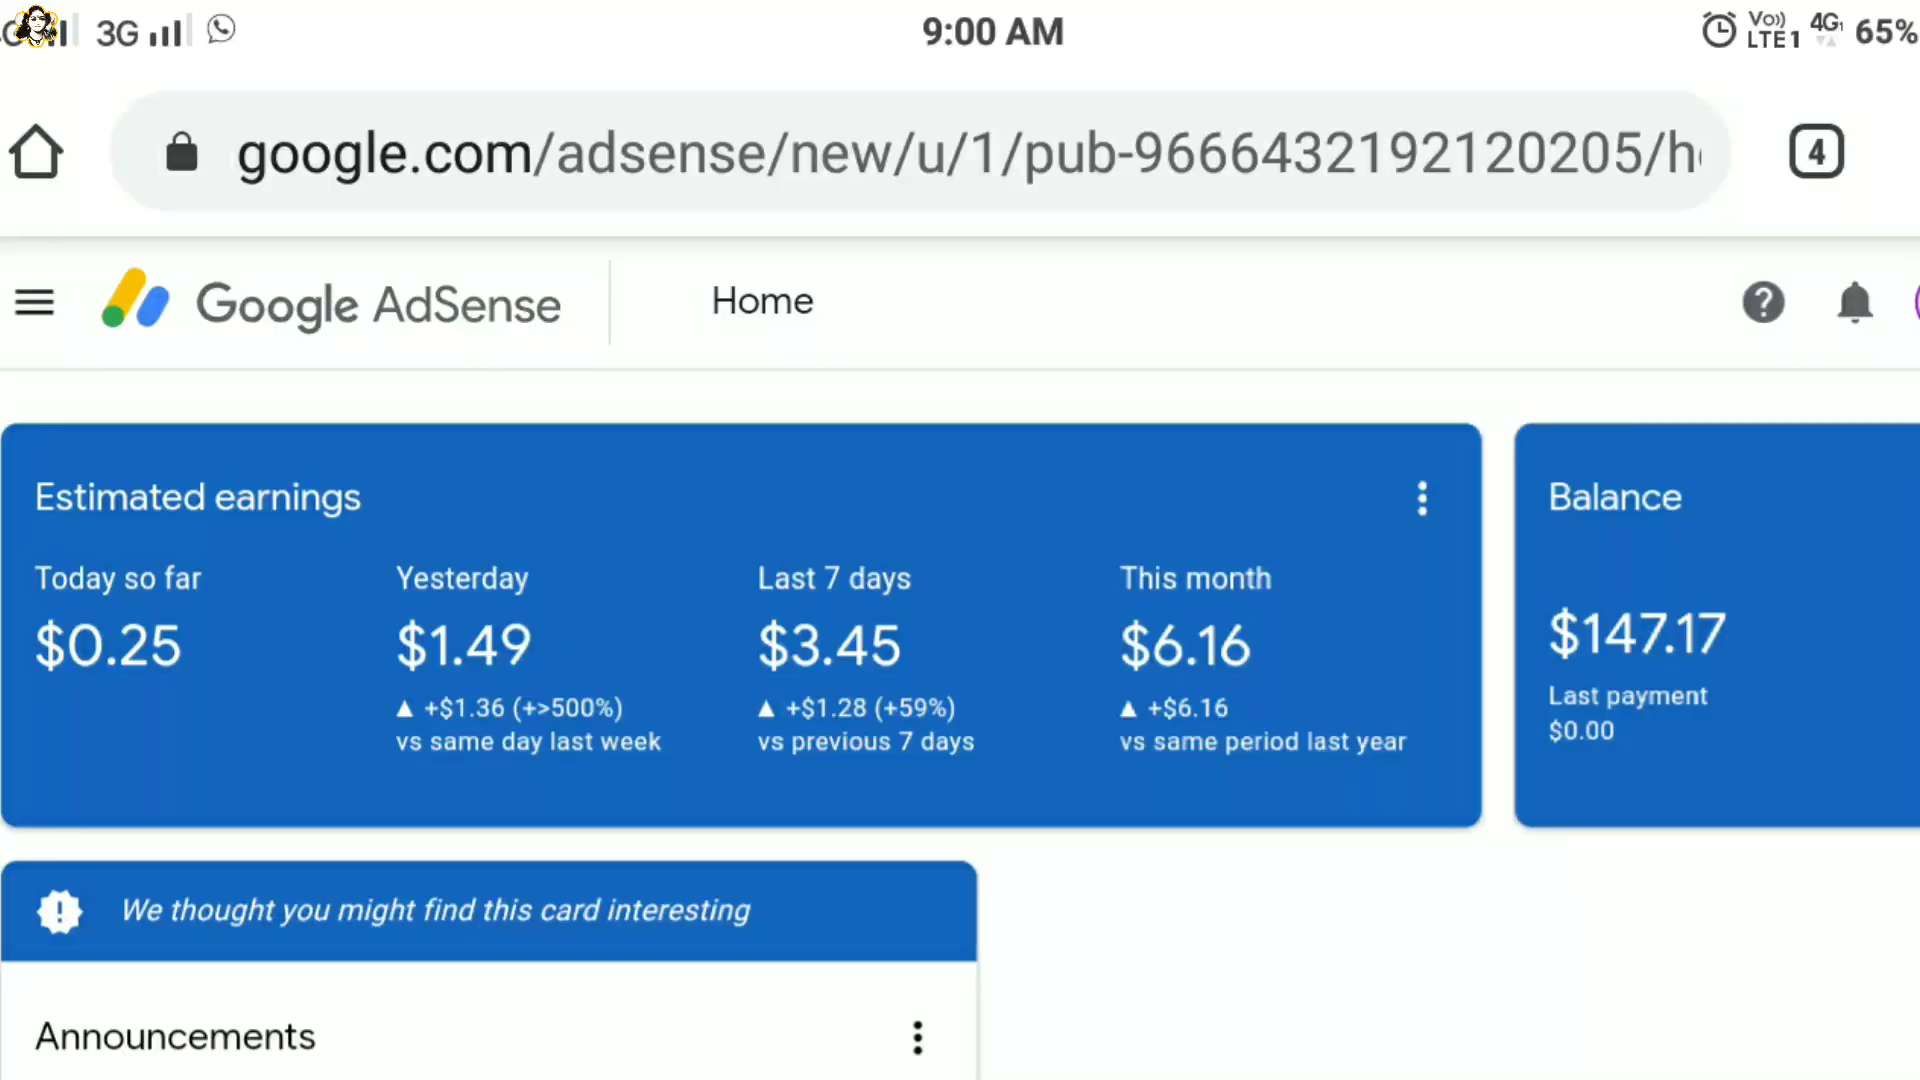 3G
9:00 AM
Vo)) LTE1
4G
65%
google.com/adsense/new/u/1/pub-9666432192120205/h
4
Google AdSense
Home
Estimated earnings
Today so far
$0.25
Yesterday
$1.49
▲ +$1.36 (+>500%)
vs same day last week
Last 7 days
$3.45
▲ +$1.28 (+59%)
vs previous 7 days
This month
$6.16
▲ +$6.16
vs same period last year
Balance
$147.17
Last payment
$0.00
We thought you might find this card interesting
Announcements